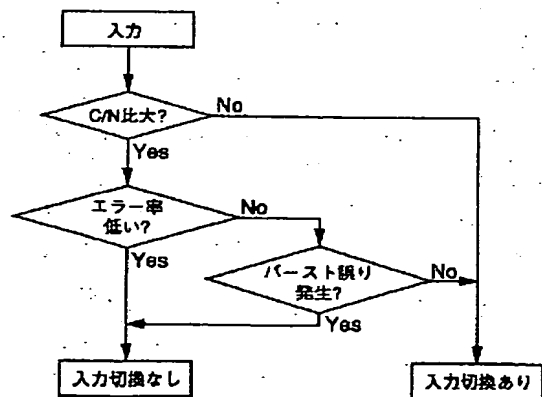 入力
C/N比大?
No
Yes
エラー率
低い?
No
Yes
バースト誤り
発生?
No
Yes
入力切換なし
入力切換あり